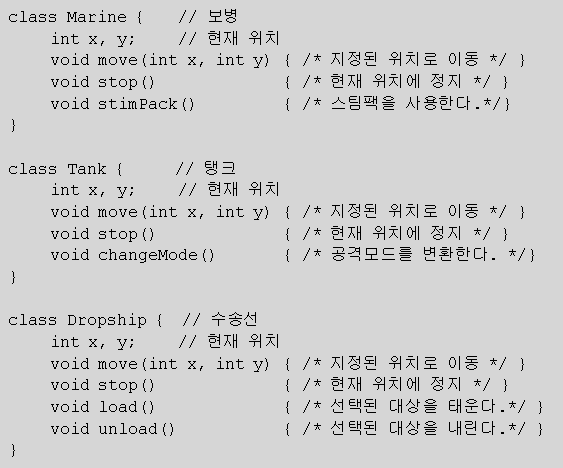 class Marine {    // 보병
    int x, y;    // 현재 위치
    void move(int x, int y) { /* 지정된 위치로 이동 */ }
    void stop()             { /* 현재 위치에 정지 */ }
    void stimPack()         { /* 스팀팩을 사용한다.*/}
}

class Tank {      // 탱크
    int x, y;    // 현재 위치
    void move(int x, int y) { /* 지정된 위치로 이동 */ }
    void stop()             { /* 현재 위치에 정지 */ }
    void changeMode()       { /* 공격모드를 변환한다. */}
}

class Dropship {  // 수송선
    int x, y;    // 현재 위치
    void move(int x, int y) { /* 지정된 위치로 이동 */ }
    void stop()             { /* 현재 위치에 정지 */ }
    void load()             { /* 선택된 대상을 태운다.*/ }
    void unload()           { /* 선택된 대상을 내린다.*/ }
}